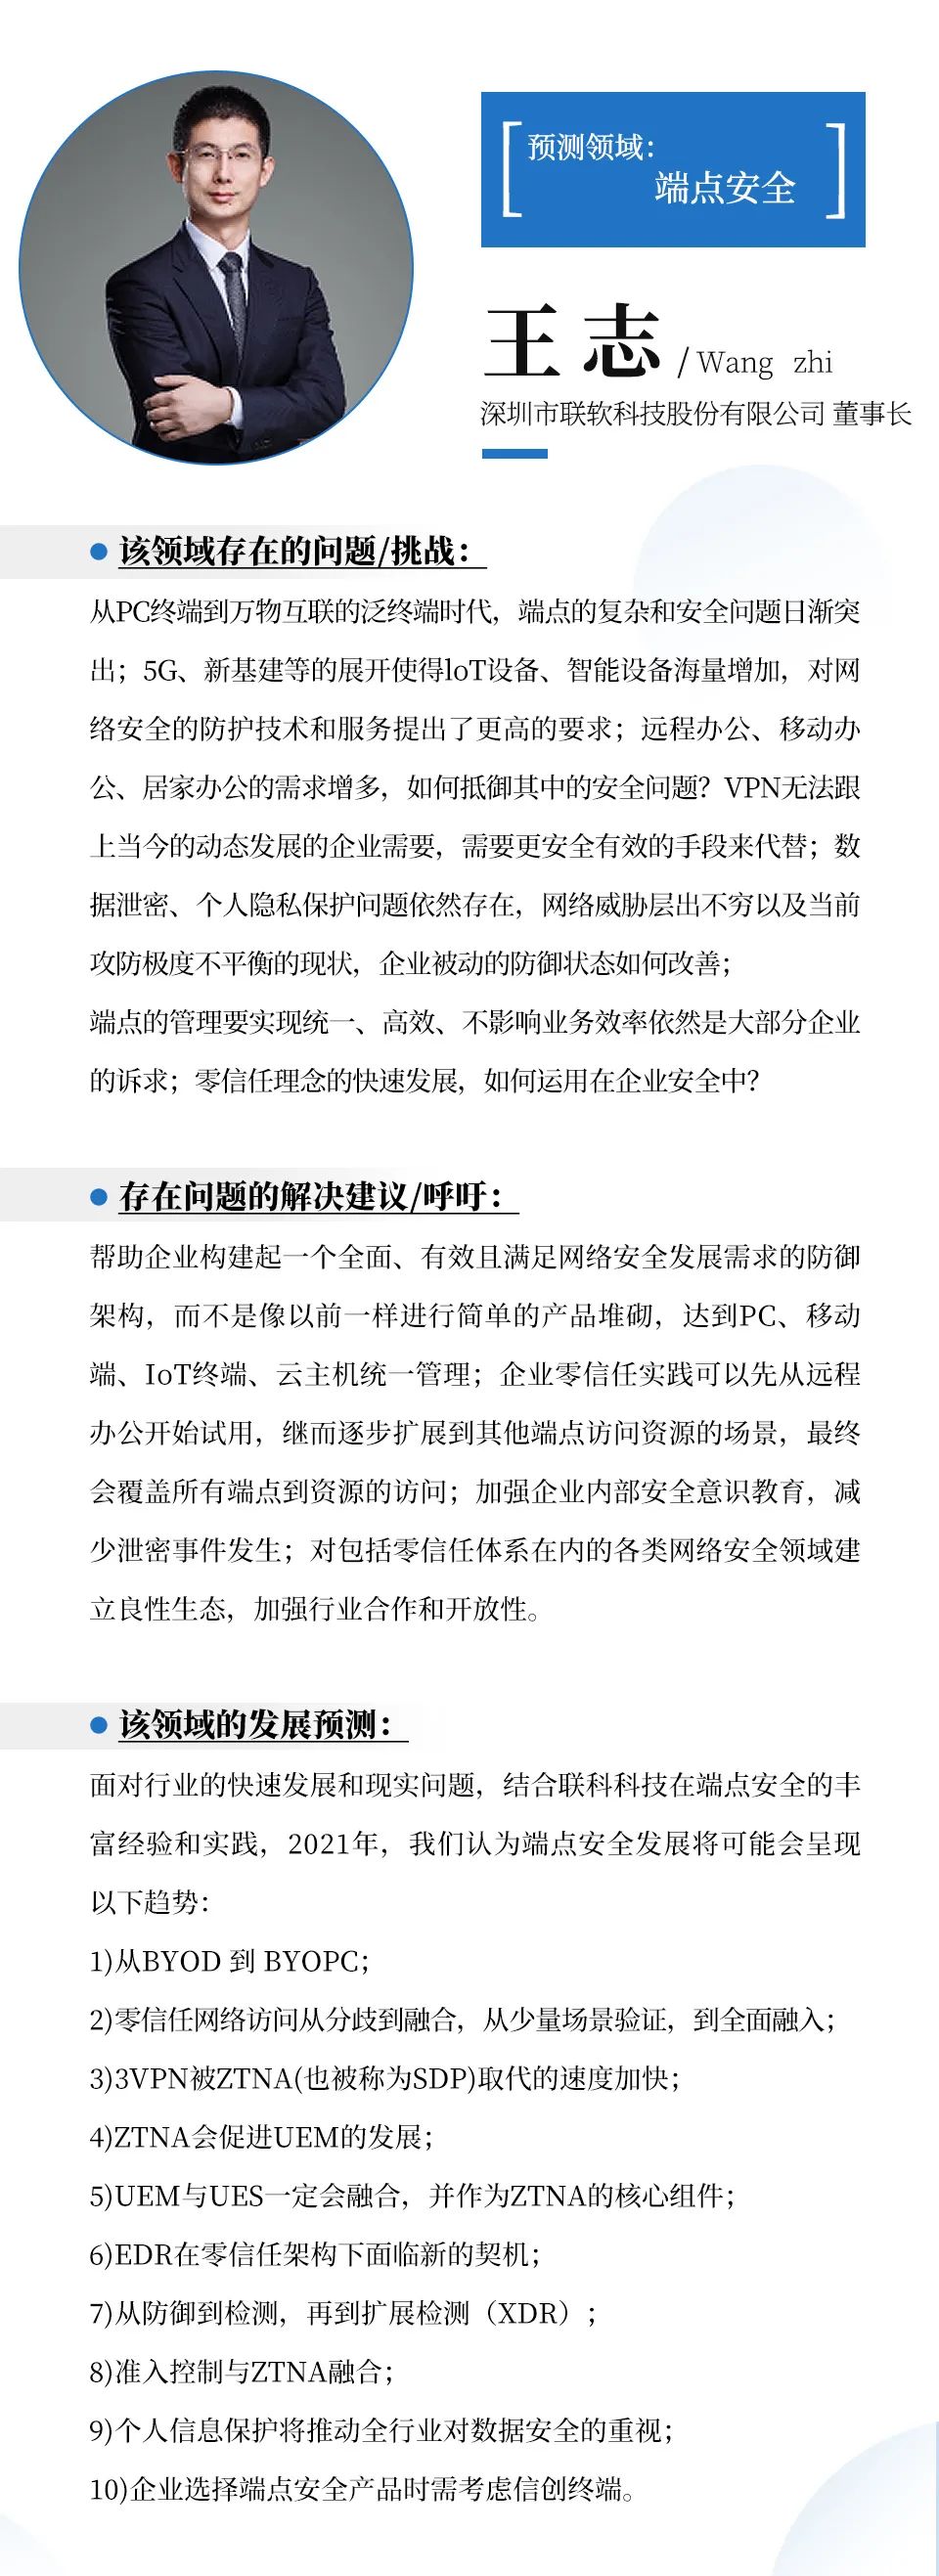 预测领域：
端点安全
王志/Wang zhi
深圳市联软科技股份有限公司 董事长
该领域存在的问题/挑战：
从PC终端到万物互联的泛终端时代，端点的复杂和安全问题日渐突
出；5G、新基建等的展开使得loT设备、智能设备海量增加，对网
络安全的防护技术和服务提出了更高的要求；远程办公、移动办
公、居家办公的需求增多，如何抵御其中的安全问题？VPN无法跟
上当今的动态发展的企业需要，需要更安全有效的手段来代替；数
据泄密、个人隐私保护问题依然存在，网络威胁层出不穷以及当前
攻防极度不平衡的现状，企业被动的防御状态如何改善；
端点的管理要实现统一、高效、不影响业务效率依然是大部分企业
的诉求；零信任理念的快速发展，如何运用在企业安全中？
存在问题的解决建议/呼吁：
帮助企业构建起一个全面、有效且满足网络安全发展需求的防御
架构，而不是像以前一样进行简单的产品堆砌，达到PC、移动
端、IoT终端、云主机统一管理；企业零信任实践可以先从远程
办公开始试用，继而逐步扩展到其他端点访问资源的场景，最终
会覆盖所有端点到资源的访问；加强企业内部安全意识教育，减
少泄密事件发生；对包括零信任体系在内的各类网络安全领域建
立良性生态，加强行业合作和开放性。
该领域的发展预测：
面对行业的快速发展和现实问题，结合联科科技在端点安全的丰
富经验和实践，2021年，我们认为端点安全发展将可能会呈现
以下趋势：
1)从BYOD 到 BYOPC；
2)零信任网络访问从分歧到融合，从少量场景验证，到全面融入；
3)3VPN被ZTNA(也被称为SDP)取代的速度加快；
4)ZTNA会促进UEM的发展；
5)UEM与UES一定会融合，并作为ZTNA的核心组件；
6)EDR在零信任架构下面临新的契机；
7)从防御到检测，再到扩展检测（XDR）；
8)准入控制与ZTNA融合；
9)个人信息保护将推动全行业对数据安全的重视；
10)企业选择端点安全产品时需考虑信创终端。